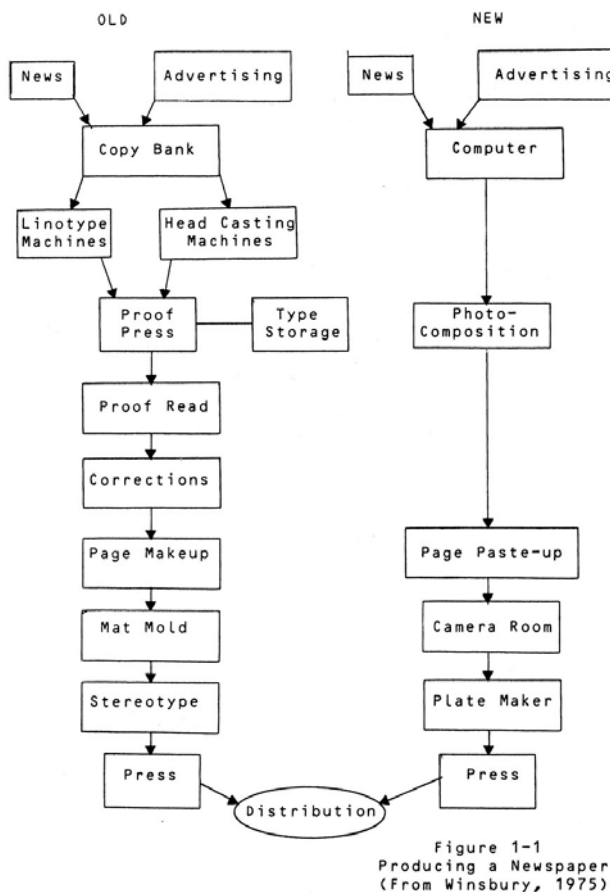 OLD
NEW
News
Advertising
News
Advertising
Copy Bank
Computer
Linotype
Machines
Head Casting
Machines
Proof
Press
Type
Storage
Photo-
Composition
Proof Read
Corrections
Page Makeup
Page Paste-up
Mat Mold
Camera Room
Stereotype
Plate Maker
Press
Press
Distribution
Figure 1-1
Producing a Newspaper
(From Winsbury, 1975)